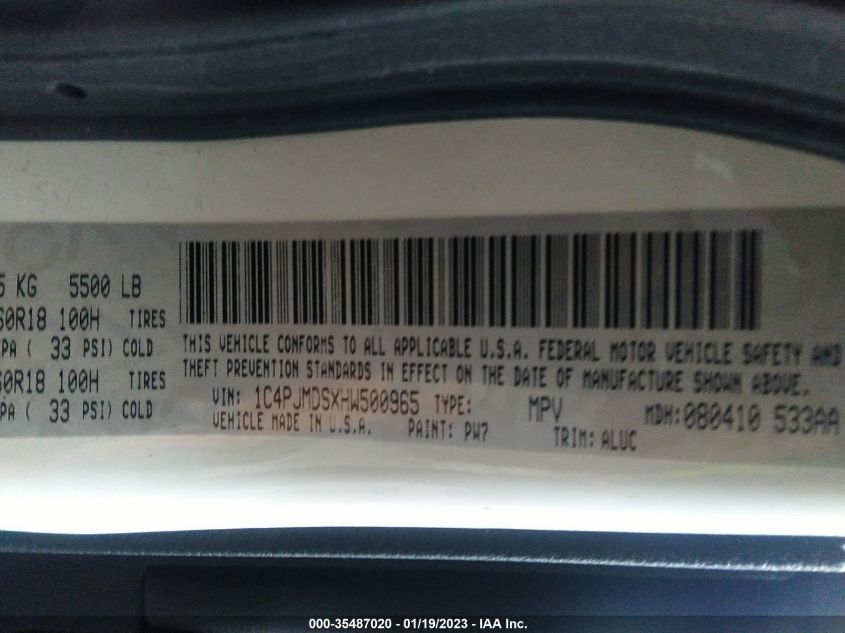 5 KG 5500 LB
60R18 100H TIRES
PA ( 33 PSI) COLD
60R18 100H TIRES
PA ( 33 PSI) COLD
THIS VEHICLE CONFORMS TO ALL APPLICABLE U.S.A. FEDERAL MOTOR VEHICLE SAFETY AND
THEFT PREVENTION STANDARDS IN EFFECT ON THE DATE OF MANUFACTURE SHOWN ABOVE.
VIN: 1C4PJMDSXHW500965 TYPE: MPV MDH:080410 533AA
VEHICLE MADE IN U.S.A. PAINT: PW7 TRIM: ALUC
000-35487020 - 01/19/2023 - IAA Inc.